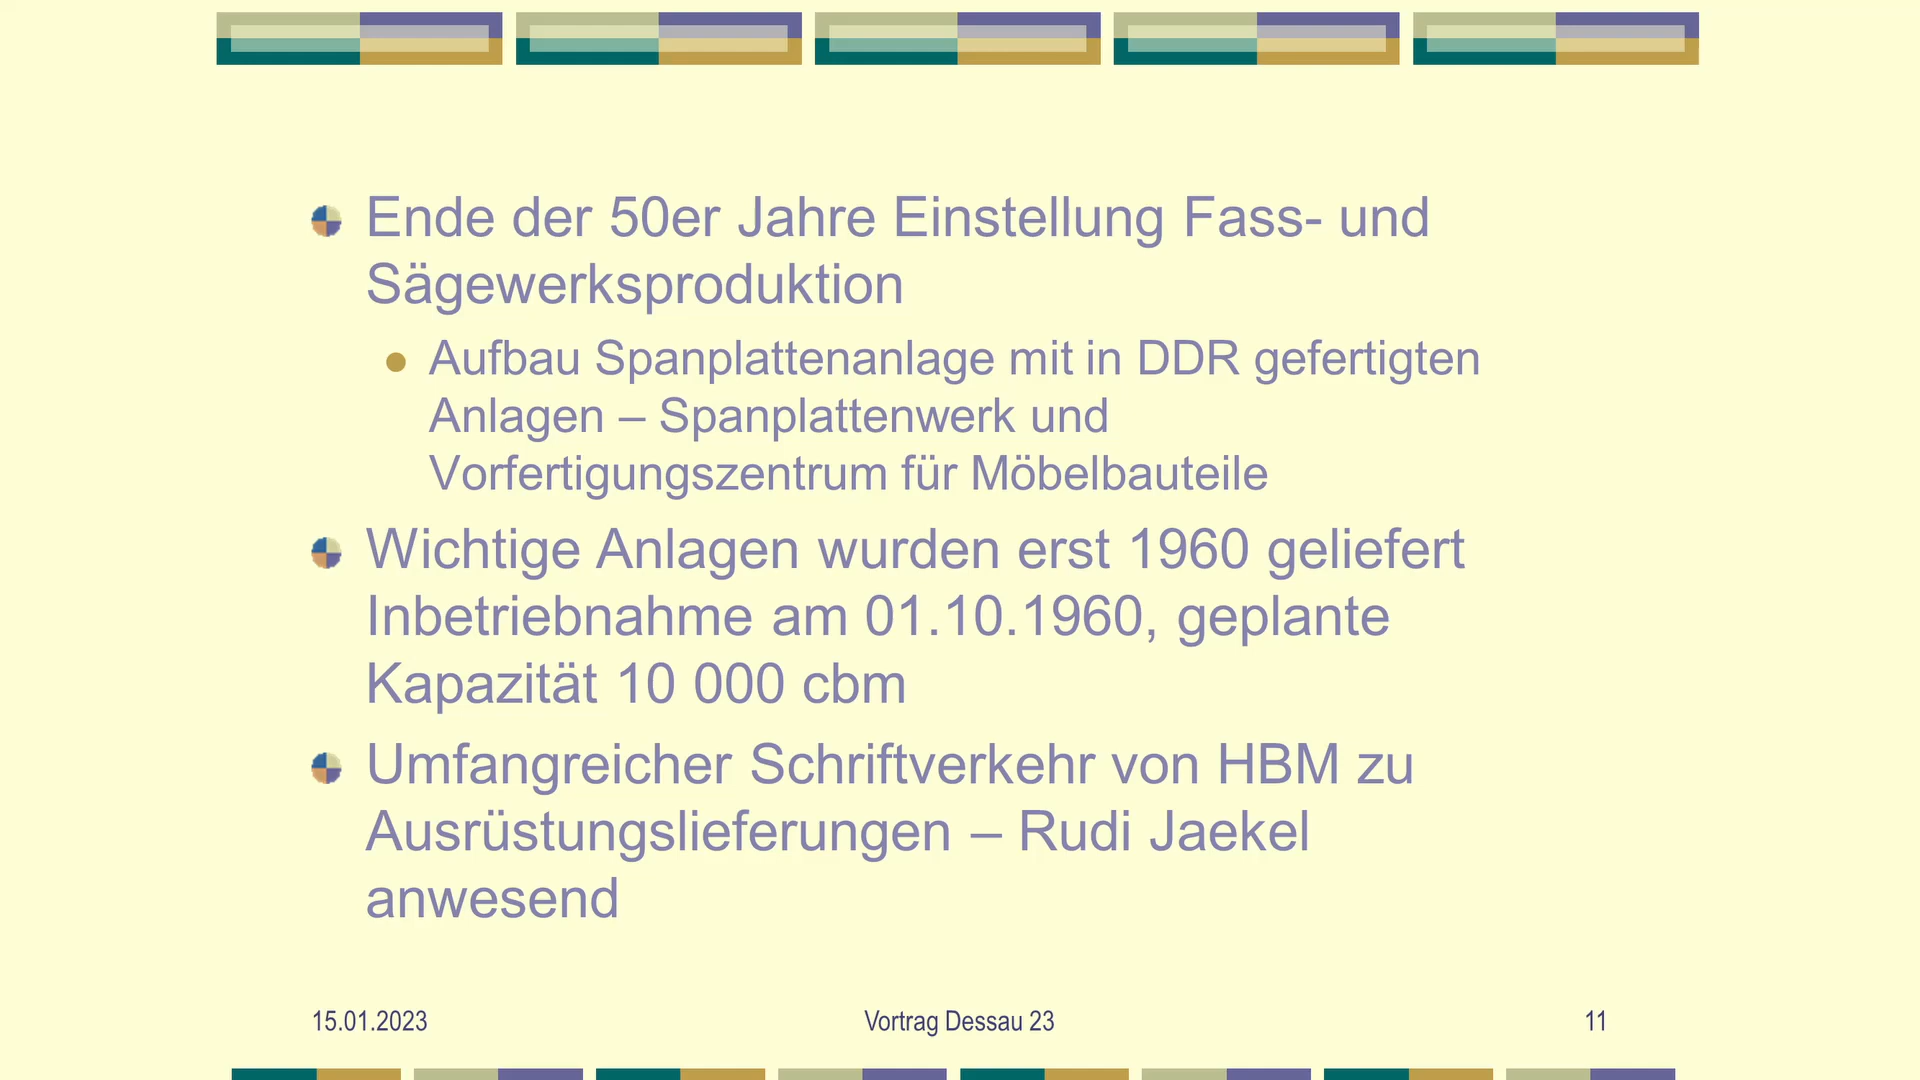 Ende der 50er Jahre Einstellung Fass- und
Sägewerksproduktion
Aufbau Spanplattenanlage mit in DDR gefertigten
Anlagen – Spanplattenwerk und
Vorfertigungszentrum für Möbelbauteile
Wichtige Anlagen wurden erst 1960 geliefert
Inbetriebnahme am 01.10.1960, geplante
Kapazität 10 000 cbm
Umfangreicher Schriftverkehr von HBM zu
Ausrüstungslieferungen – Rudi Jaekel
anwesend
15.01.2023 Vortrag Dessau 23 11